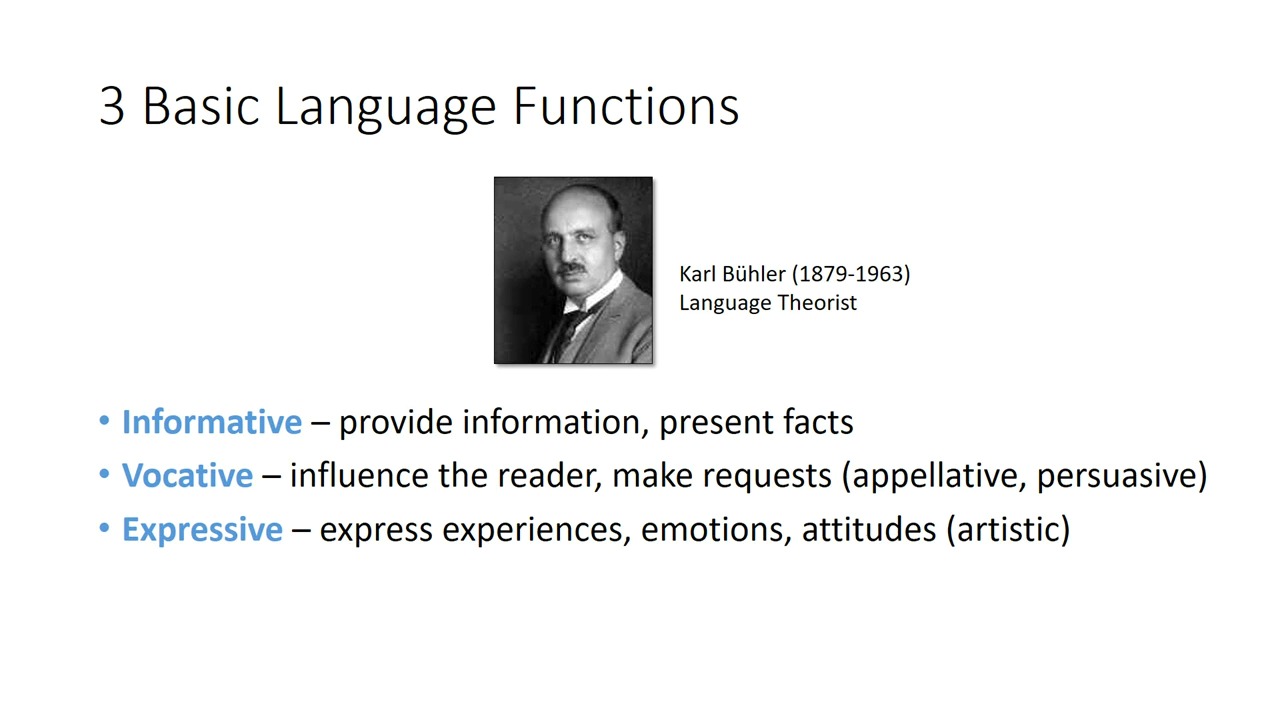 3 Basic Language Functions
Karl Bühler (1879-1963)
Language Theorist
• Informative – provide information, present facts
• Vocative – influence the reader, make requests (appellative, persuasive)
• Expressive – express experiences, emotions, attitudes (artistic)